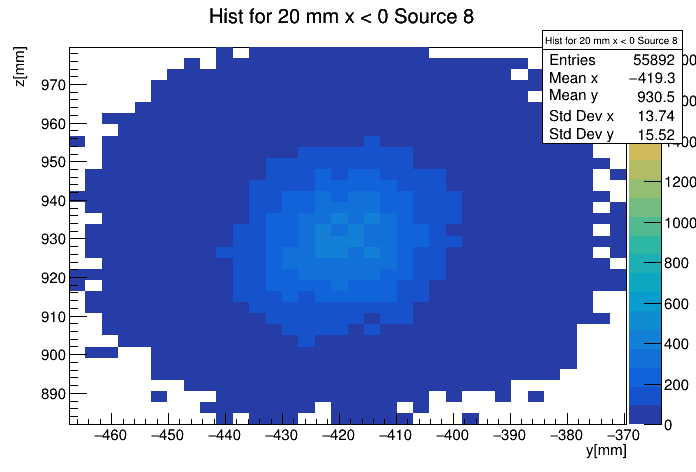 Hist for 20 mm x < 0 Source 8
z[mm]
Hist for 20 mm x < 0 Source 8
Entries 55892
Mean x −419.3
Mean y 930.5
Std Dev x 13.74
Std Dev y 15.52
970
960
950
940
930
920
910
900
890
1400
1200
1000
800
600
400
200
0
−460 −450 −440 −430 −420 −410 −400 −390 −380 −370
y[mm]